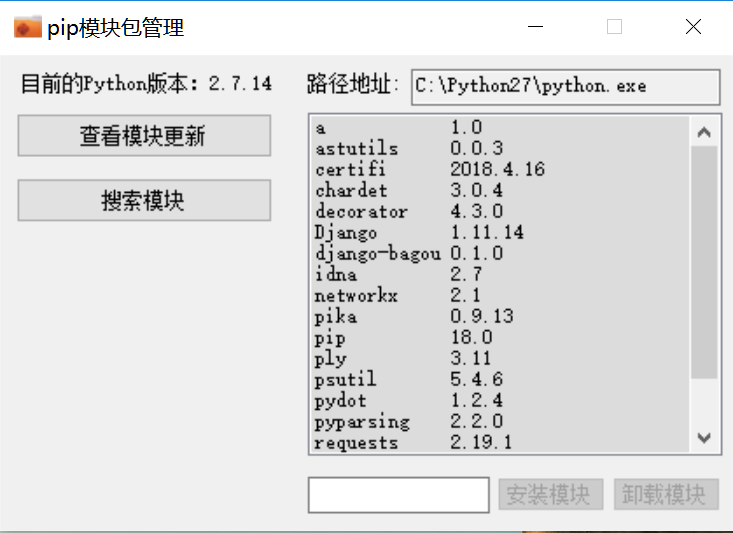 pip模块包管理
目前的Python版本: 2.7.14
路径地址: C:\Python27\python.exe
查看模块更新
搜索模块
a 1.0
astutils 0.0.3
certifi 2018.4.16
chardet 3.0.4
decorator 4.3.0
Django 1.11.14
django-bagou 0.1.0
idna 2.7
networkx 2.1
pika 0.9.13
pip 18.0
ply 3.11
psutil 5.4.6
pydot 1.2.4
pyparsing 2.2.0
requests 2.19.1
安装模块
卸载模块